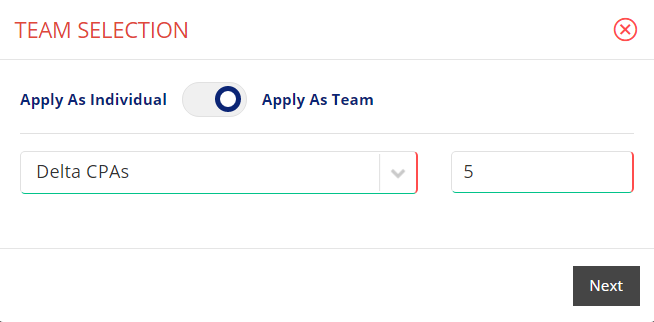 TEAM SELECTION
Apply As Individual Apply As Team
Delta CPAs 5
Next